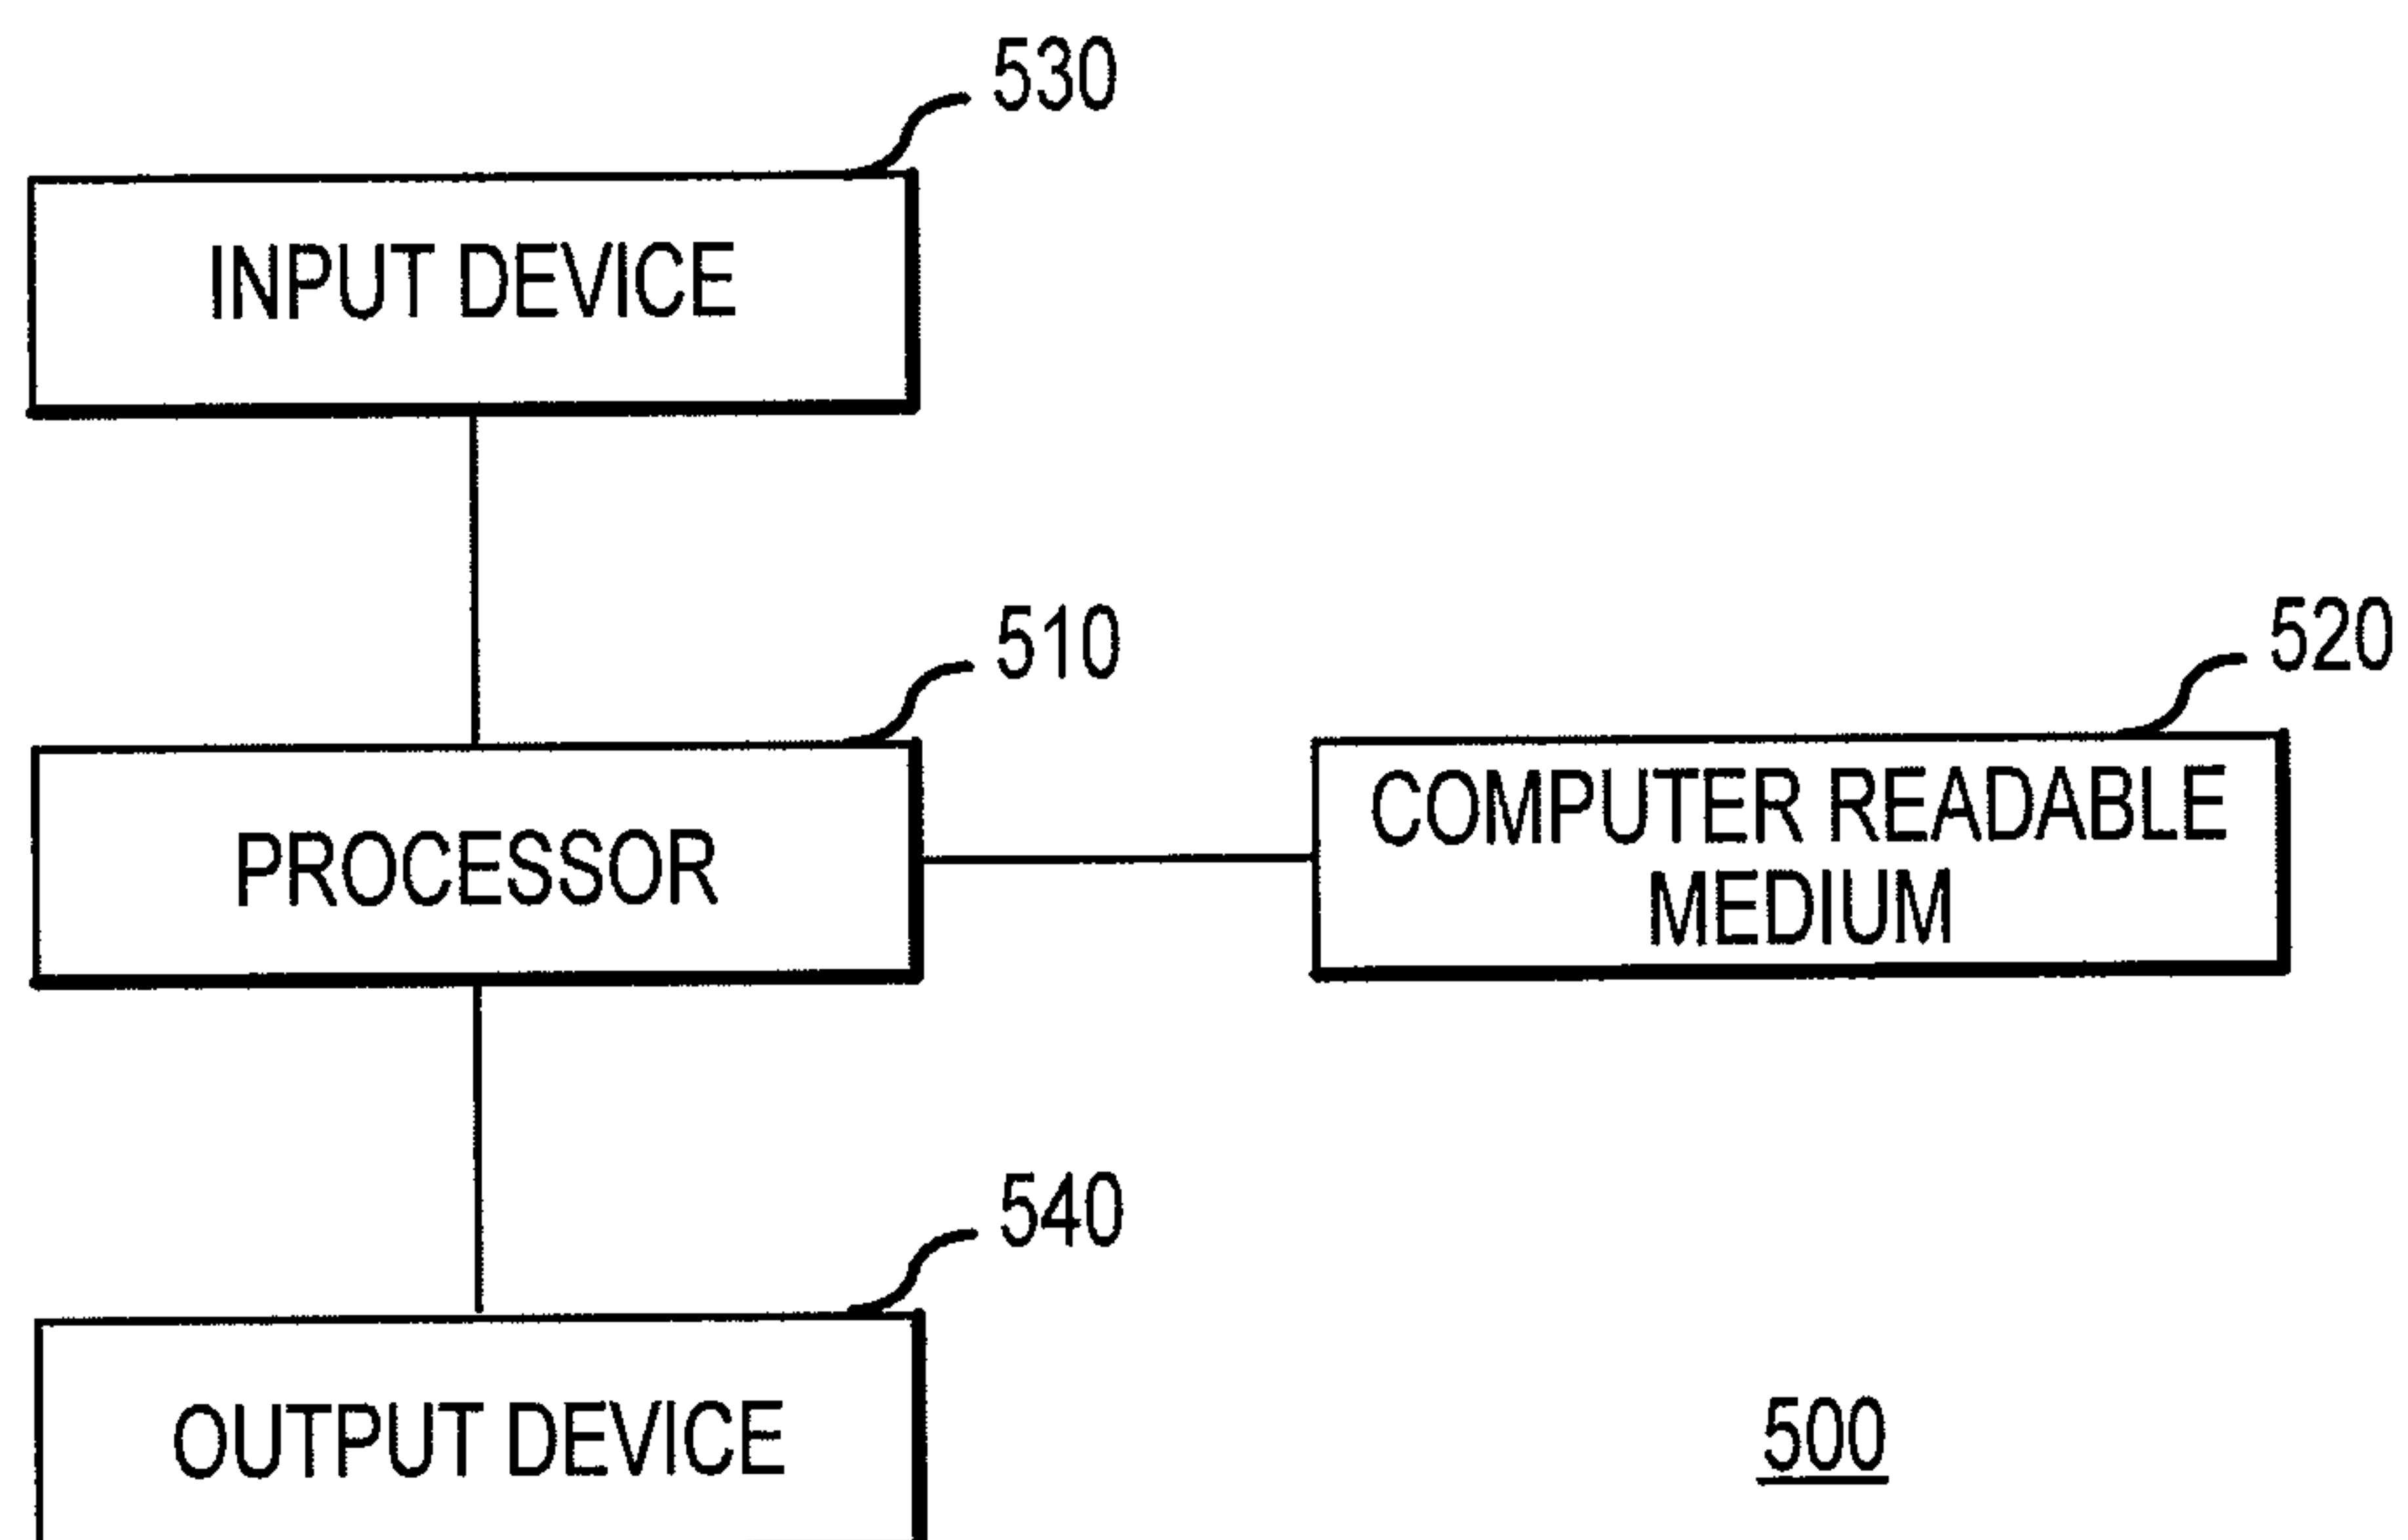 530
INPUT DEVICE
510
520
PROCESSOR
COMPUTER READABLE
MEDIUM
540
OUTPUT DEVICE
500